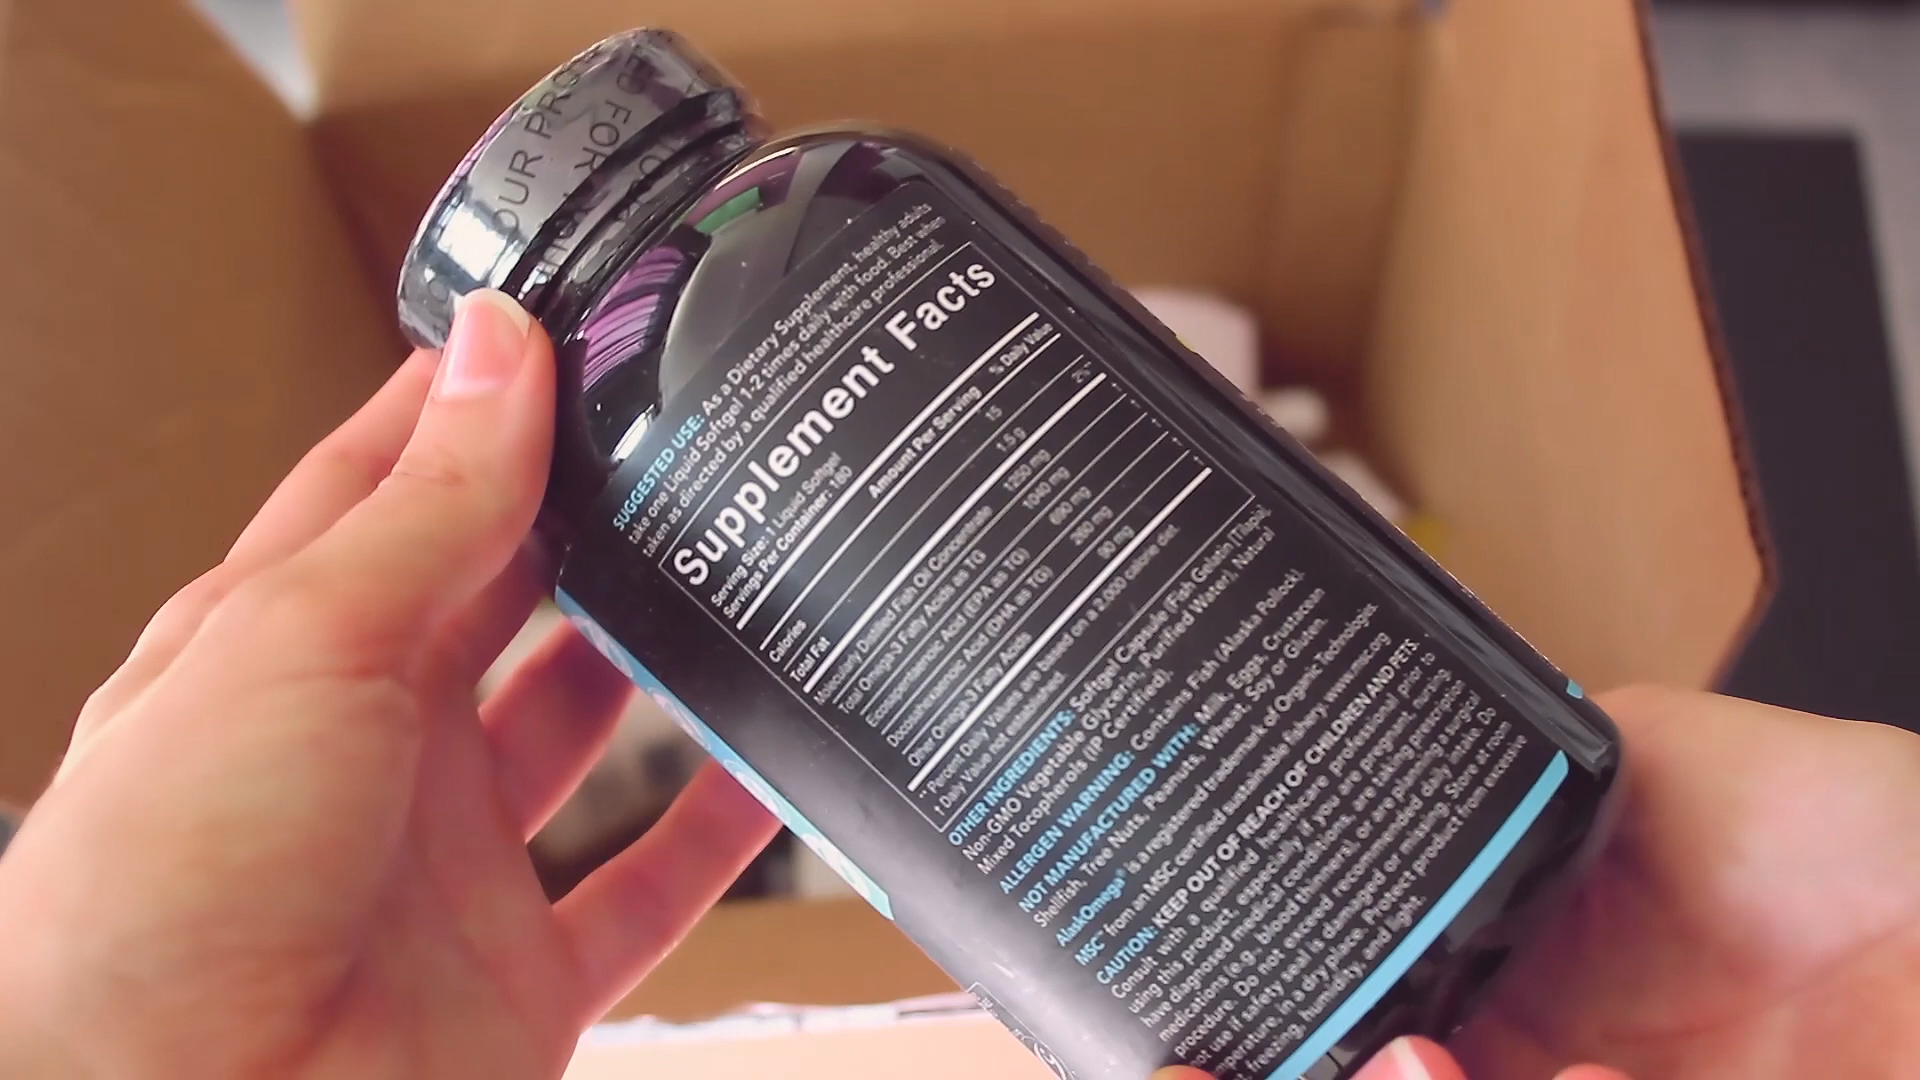 OUR PRO
FOR YOUR
SUGGESTED USE: As a Dietary Supplement, healthy adults
take one Liquid Softgel 1-2 times daily with food. Best when
taken as directed by a qualified healthcare professional.
Supplement Facts
Serving Size: 1 Liquid Softgel
Servings Per Container: 180
Amount Per Serving % Daily Value
Calories 15
Total Fat 1.5 g 2%**
Molecularly Distilled Fish Oil Concentrate 1250 mg †
Total Omega-3 Fatty Acids as TG 1040 mg †
Eicosapentaenoic Acid (EPA as TG) 690 mg †
Docosahexaenoic Acid (DHA as TG) 260 mg †
Other Omega-3 Fatty Acids 90 mg †
** Percent Daily Values are based on a 2,000 calorie diet.
† Daily Value not established.
OTHER INGREDIENTS: Softgel Capsule (Fish Gelatin [Tilapia],
Non-GMO Vegetable Glycerin, Purified Water), Natural
Mixed Tocopherols (IP Certified).
ALLERGEN WARNING: Contains Fish (Alaska Pollock).
NOT MANUFACTURED WITH: Milk, Eggs, Crustacean
Shellfish, Tree Nuts, Peanuts, Wheat, Soy or Gluten.
AlaskOmega® is a registered trademark of Organic Technologies.
MSC™ from an MSC certified sustainable fishery. www.msc.org
CAUTION: KEEP OUT OF REACH OF CHILDREN AND PETS.
Consult with a qualified healthcare professional prior to
using this product, especially if you are pregnant, nursing,
have diagnosed medical conditions, are taking prescription
medications (e.g., blood thinners), or are planning a surgical
procedure. Do not exceed recommended daily intake. Do
not use if safety seal is damaged or missing. Store at room
temperature, in a dry place. Protect product from excessive
freezing, humidity, and light.